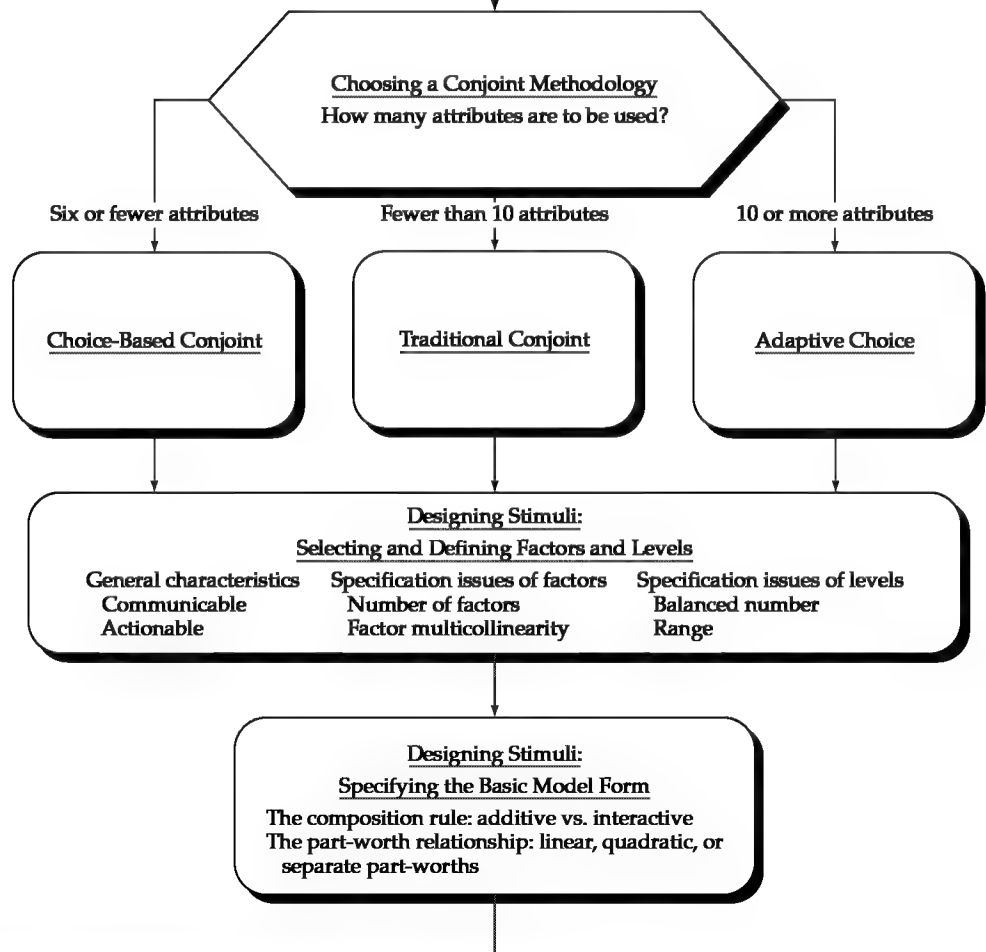 Choosing a Conjoint Methodology
How many attributes are to be used?
Six or fewer attributes
Fewer than 10 attributes
10 or more attributes
Choice-Based Conjoint
Traditional Conjoint
Adaptive Choice
Designing Stimuli:
Selecting and Defining Factors and Levels
General characteristics
Communicable
Actionable
Specification issues of factors
Number of factors
Factor multicollinearity
Specification issues of levels
Balanced number
Range
Designing Stimuli:
Specifying the Basic Model Form
The composition rule: additive vs. interactive
The part-worth relationship: linear, quadratic, or
separate part-worths